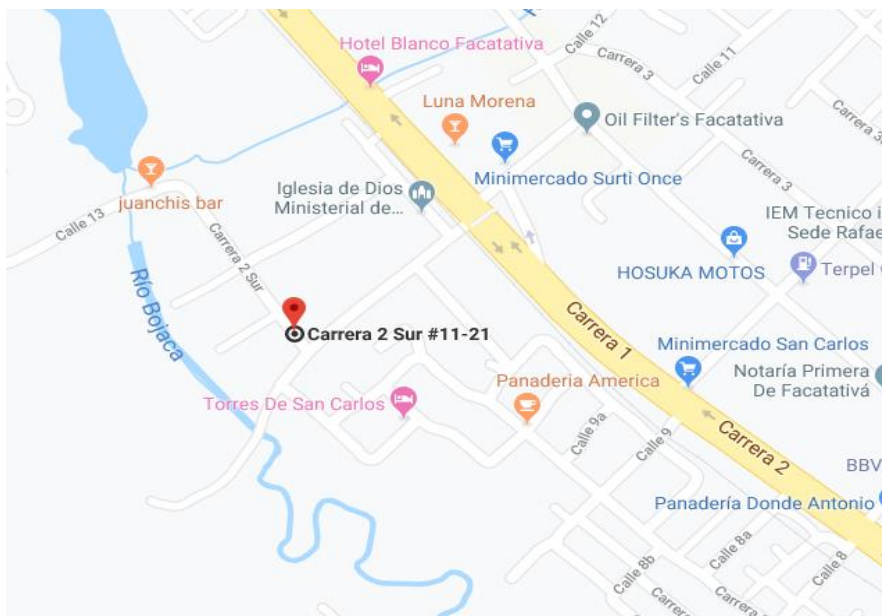 Calle 12
Carrera 3
Calle 11
Hotel Blanco Facatativa
Luna Morena
Oil Filter's Facatativa
Carrera 3
Minimercado Surti Once
Carrera 3
Iglesia de Dios
Ministerial de...
juanchis bar
Calle 13
Carrera 2 Sur
IEM Tecnico i
Sede Rafae
HOSUKA MOTOS
Terpel
Río Bojaca
Carrera 2 Sur #11-21
Carrera 1
Minimercado San Carlos
Notaría Primera
De Facatativá
Torres De San Carlos
Panaderia America
Calle 9a
Calle 9
Carrera 2
BBV
Panadería Donde Antonio
Calle 8a
Calle 8b
Calle 8